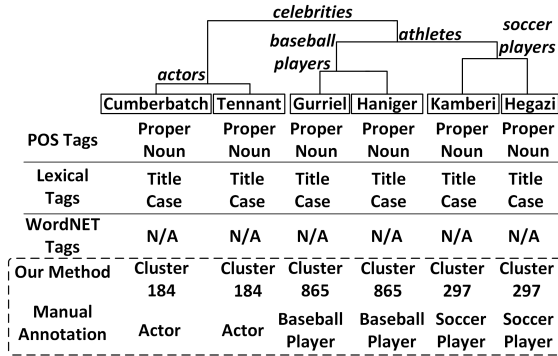 celebrities
baseball athletes soccer
players players
actors
Cumberbatch Tennant Gurriel Haniger Kamberi Hegazi
POS Tags Proper Proper Proper Proper Proper Proper
Noun Noun Noun Noun Noun Noun
Lexical Title Title Title Title Title Title
Tags Case Case Case Case Case Case
WordNET N/A N/A N/A N/A N/A N/A
Tags
Our Method Cluster Cluster Cluster Cluster Cluster Cluster
184 184 865 865 297 297
Manual Actor Actor Baseball Baseball Soccer Soccer
Annotation Player Player Player Player